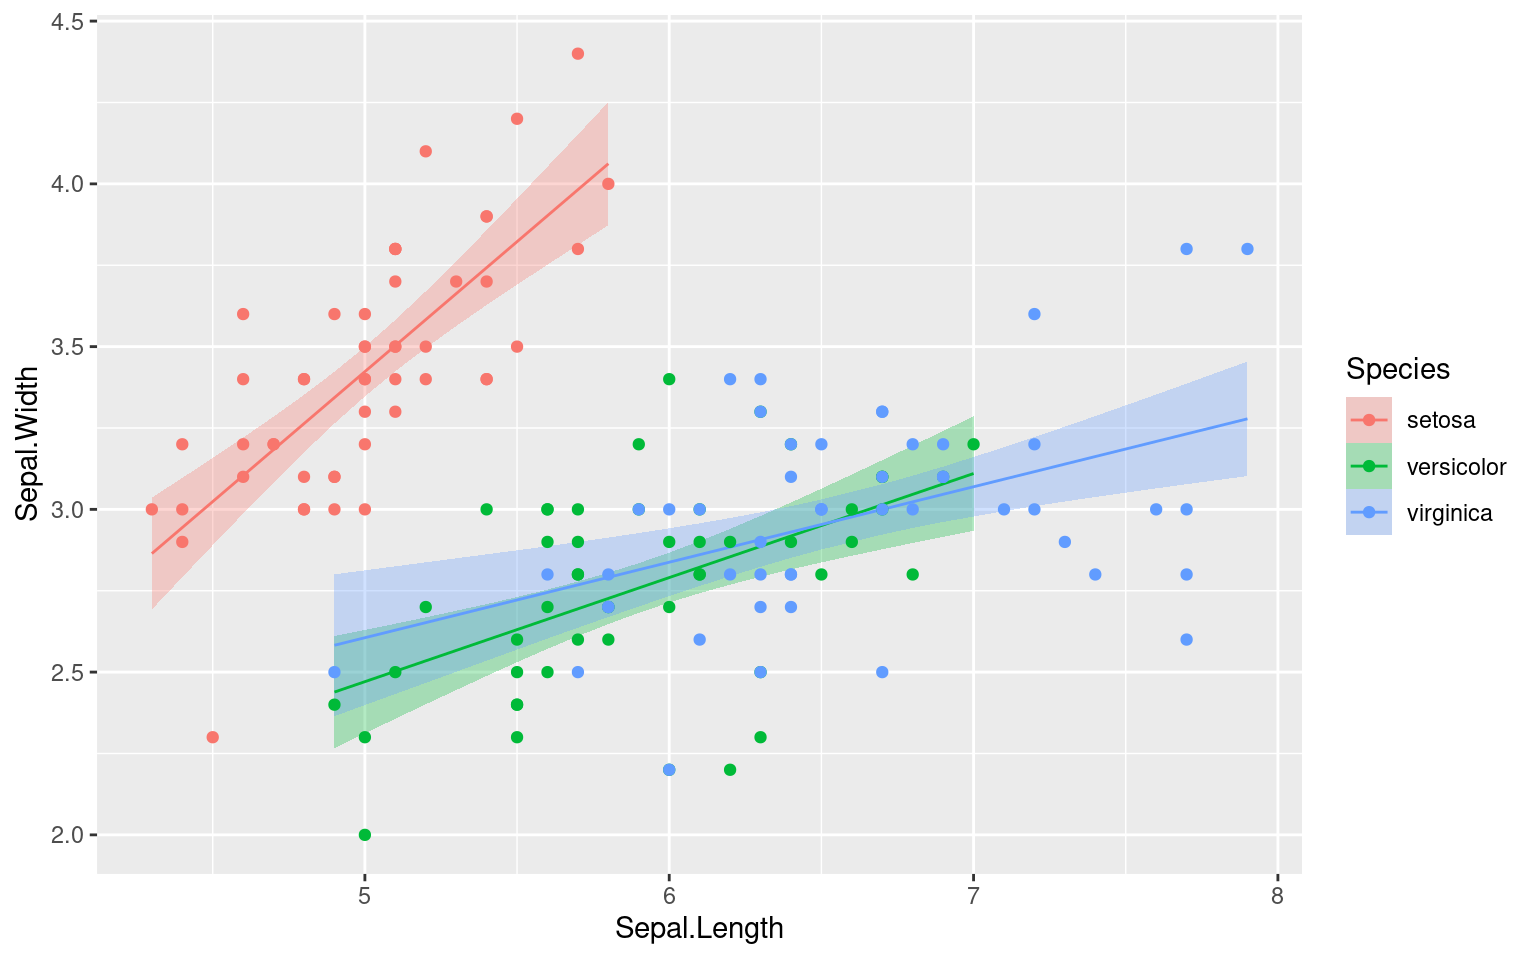 4.5
4.0
3.5
3.0
2.5
2.0
Sepal.Width
5 6 7 8
Sepal.Length
Species
setosa
versicolor
virginica